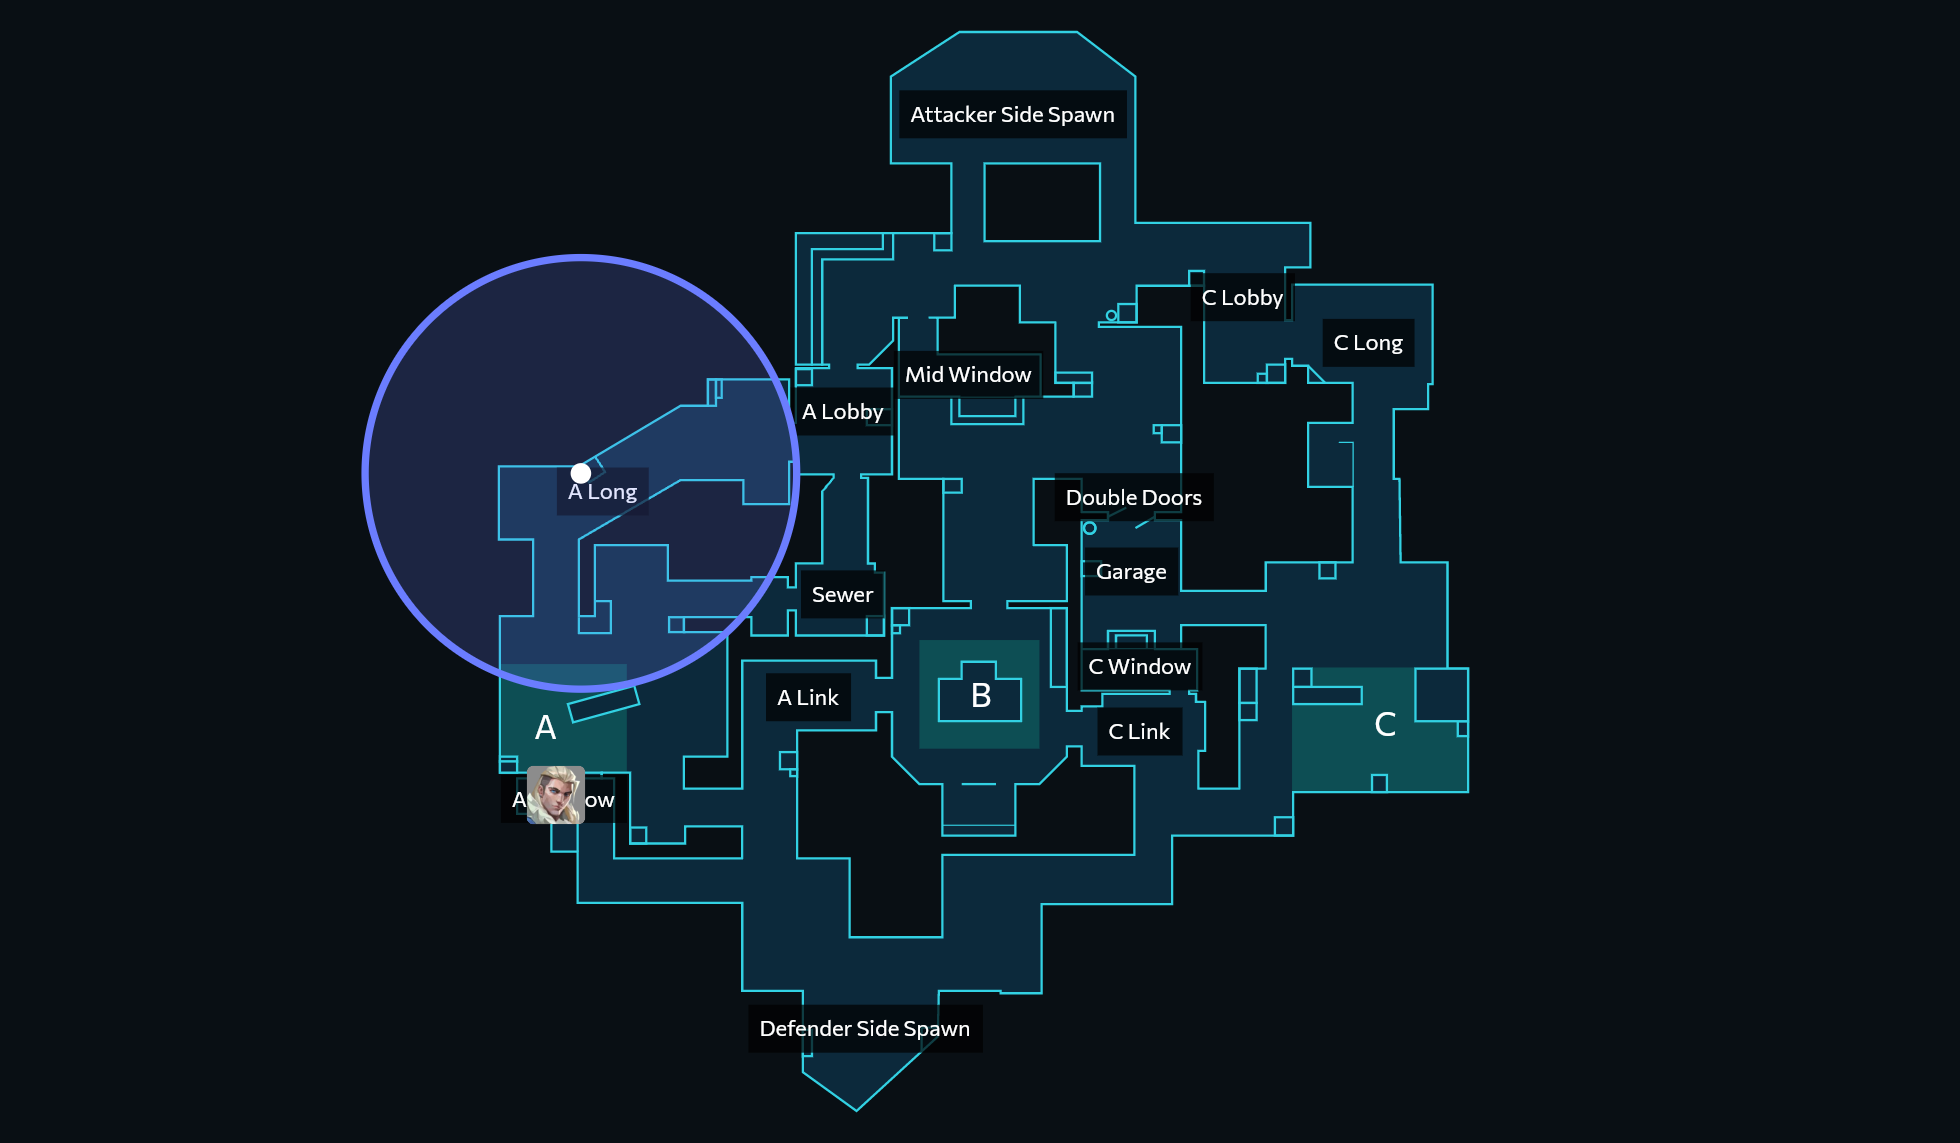 Attacker Side Spawn
C Lobby
C Long
Mid Window
A Lobby
A Long
Double Doors
Garage
Sewer
C Window
A Link
B
C Link
A
C
A ow
Defender Side Spawn